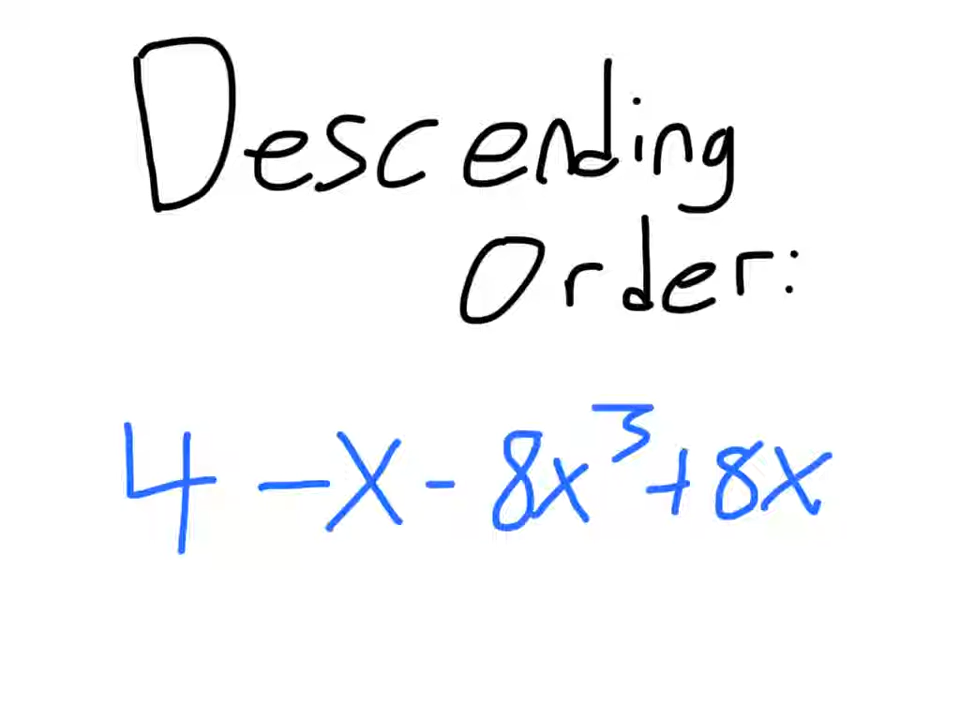 Descending
Order:
4 - x - 8x³ + 8x